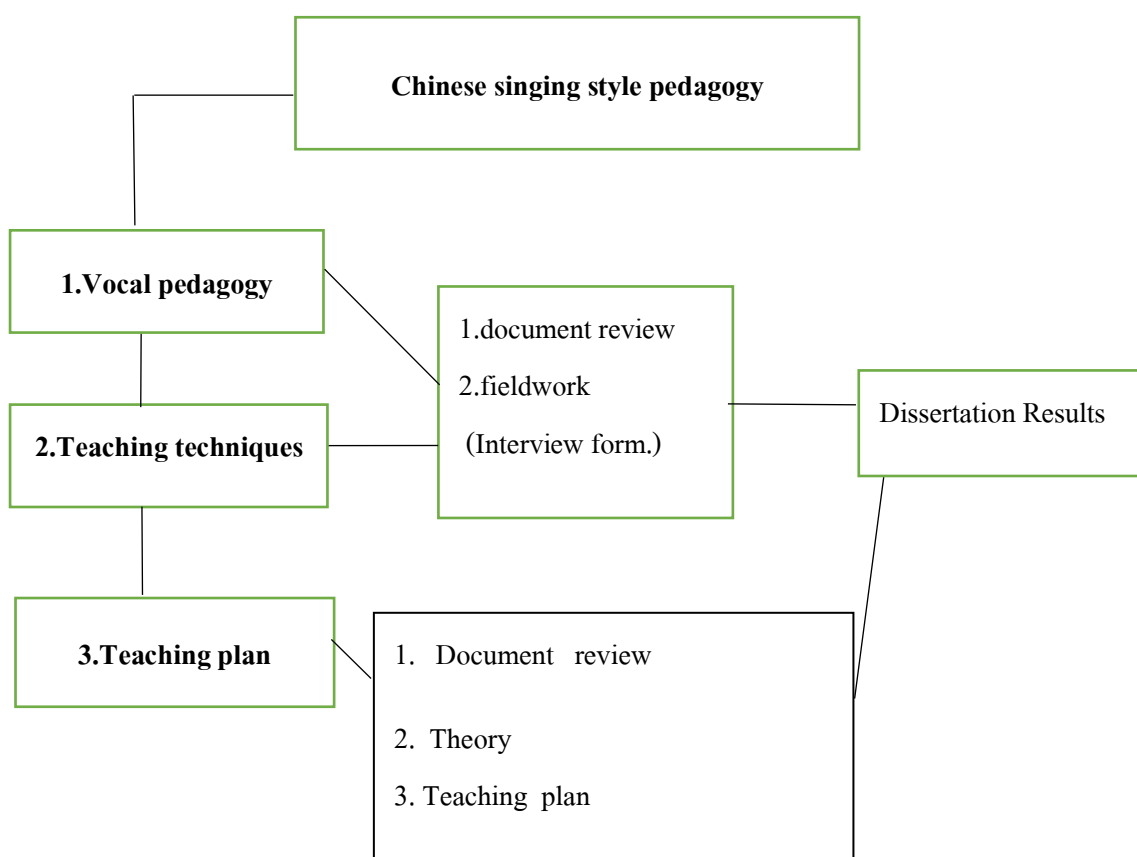 Chinese singing style pedagogy
1.Vocal pedagogy
2.Teaching techniques
3.Teaching plan
1.document review
2.fieldwork
(Interview form.)
Dissertation Results
1. Document review
2. Theory
3. Teaching plan